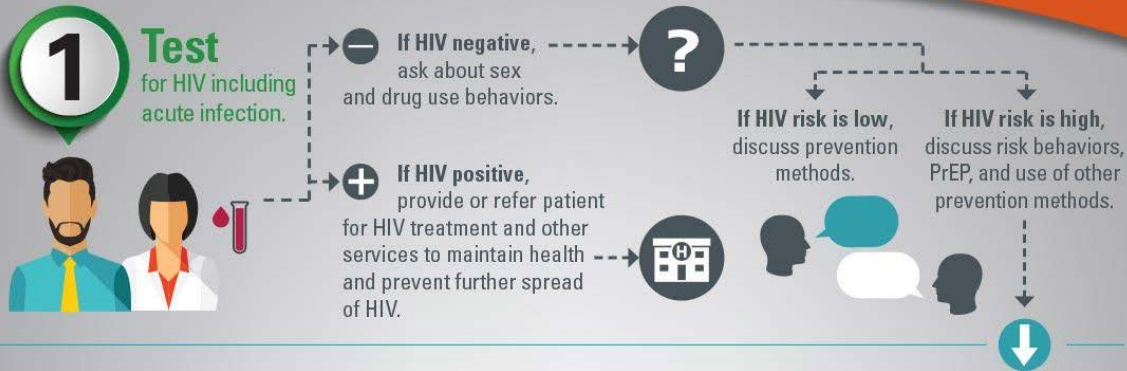 1
Test
for HIV including
acute infection.
If HIV negative,
ask about sex
and drug use behaviors.
?
If HIV risk is low,
discuss prevention
methods.
If HIV risk is high,
discuss risk behaviors,
PrEP, and use of other
prevention methods.
If HIV positive,
provide or refer patient
for HIV treatment and other
services to maintain health
and prevent further spread
of HIV.
H